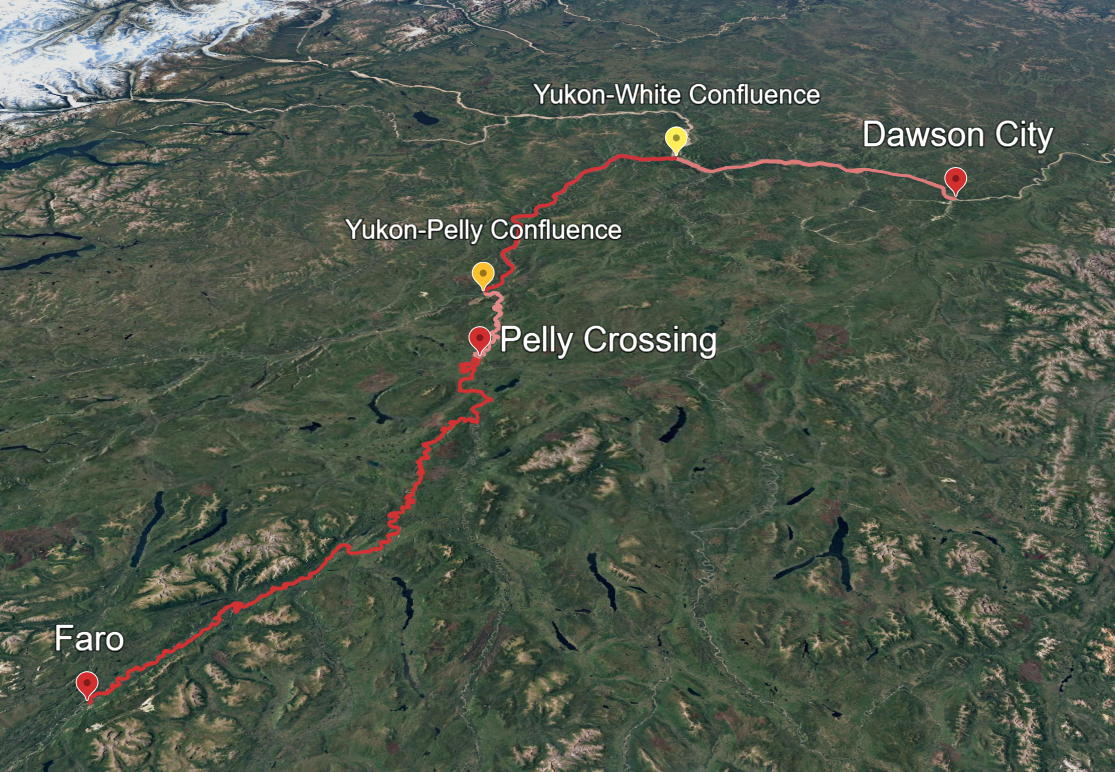 Yukon-White Confluence
Dawson City
Yukon-Pelly Confluence
Pelly Crossing
Faro